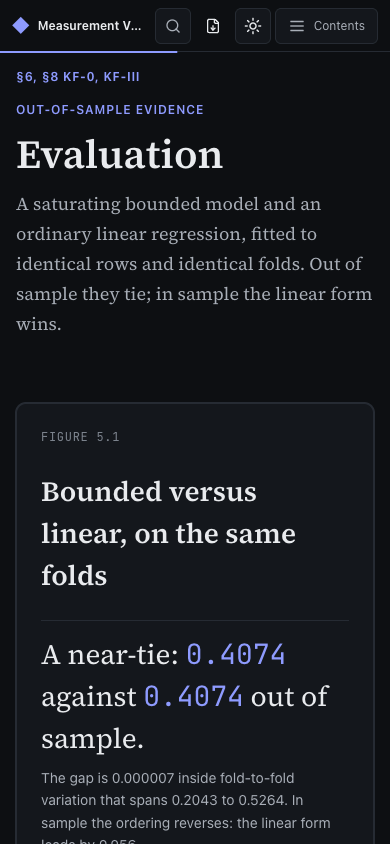 Measurement V...
Contents
§6, §8 KF-0, KF-III
OUT-OF-SAMPLE EVIDENCE
Evaluation
A saturating bounded model and an
ordinary linear regression, fitted to
identical rows and identical folds. Out of
sample they tie; in sample the linear form
wins.
FIGURE 5.1
Bounded versus
linear, on the same
folds
A near-tie: 0.4074
against 0.4074 out of
sample.
The gap is 0.000007 inside fold-to-fold
variation that spans 0.2043 to 0.5264. In
sample the ordering reverses: the linear form